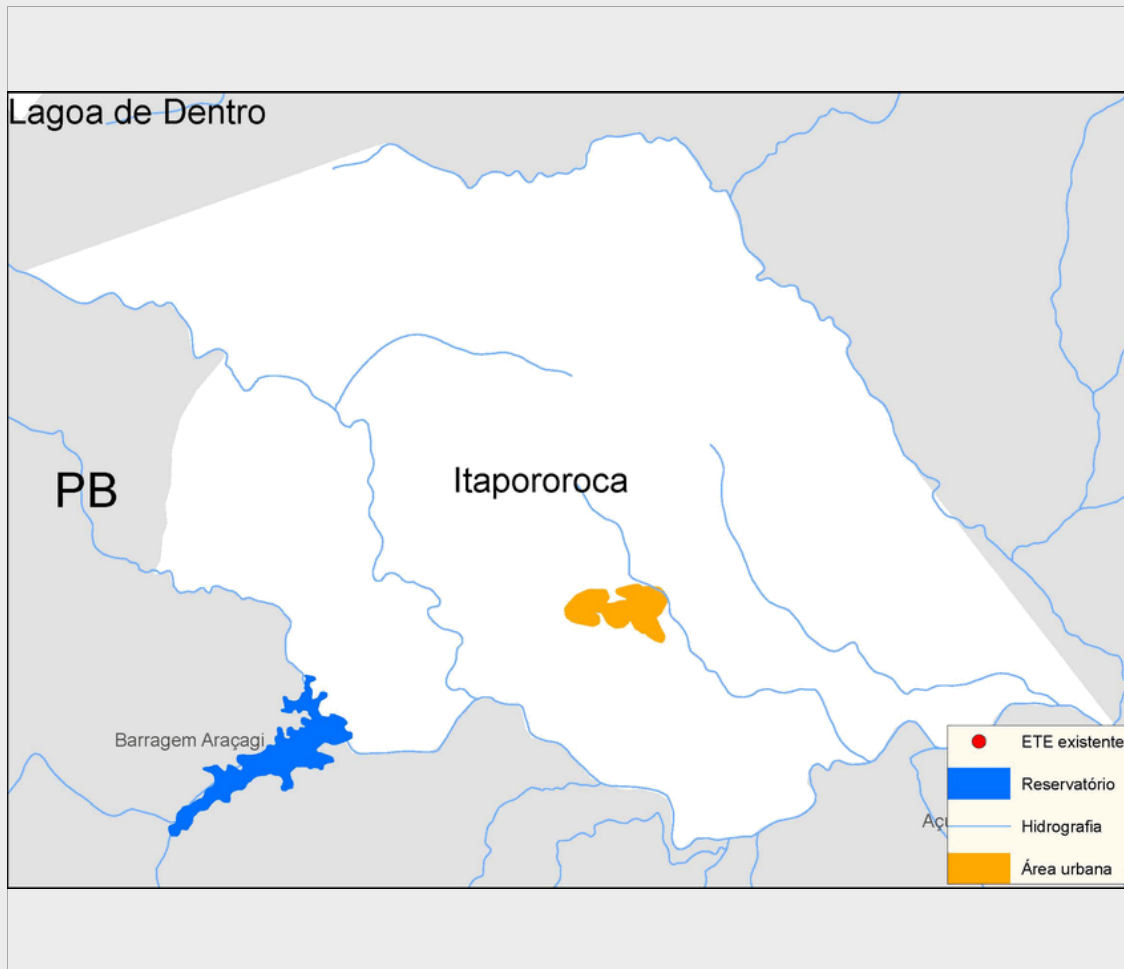 Lagoa de Dentro
Itapororoca
PB
Barragem Araçagi
ETE existente
Reservatório
Hidrografia
Área urbana